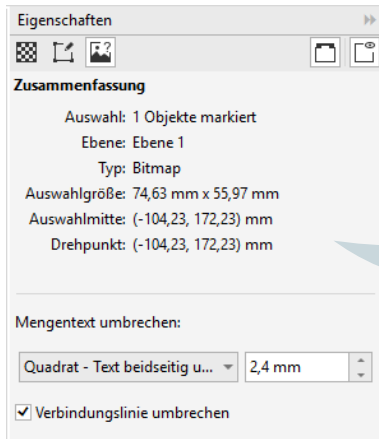 Eigenschaften
Zusammenfassung
Auswahl: 1 Objekte markiert
Ebene: Ebene 1
Typ: Bitmap
Auswahlgröße: 74,63 mm x 55,97 mm
Auswahlmitte: (-104,23, 172,23) mm
Drehpunkt: (-104,23, 172,23) mm
Mengentext umbrechen:
Quadrat - Text beidseitig u... 2,4 mm
Verbindungslinie umbrechen